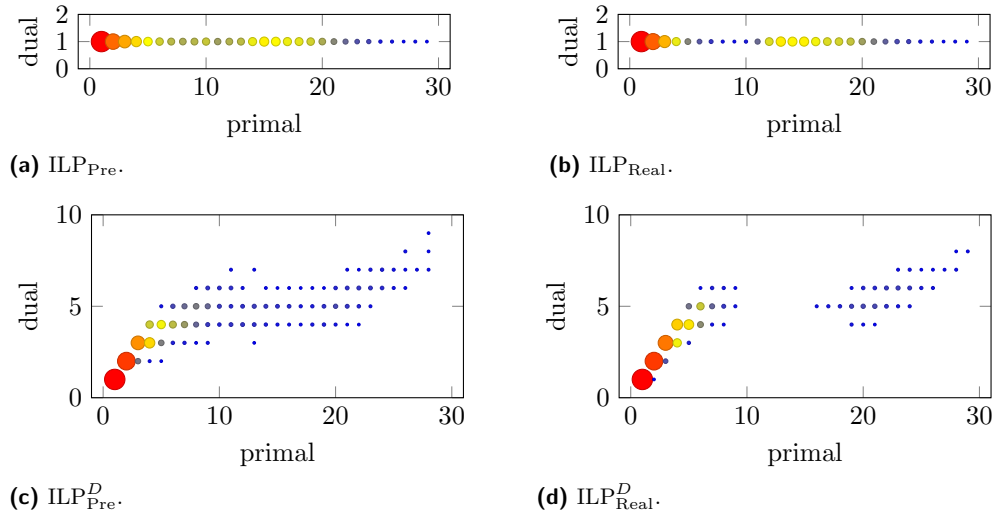 2
1
0
dual
0 10 20 30
primal
(a) ILP_Pre.
2
1
0
dual
0 10 20 30
primal
(b) ILP_Real.
10
5
0
dual
0 10 20 30
primal
(c) ILP^D_Pre.
10
5
0
dual
0 10 20 30
primal
(d) ILP^D_Real.